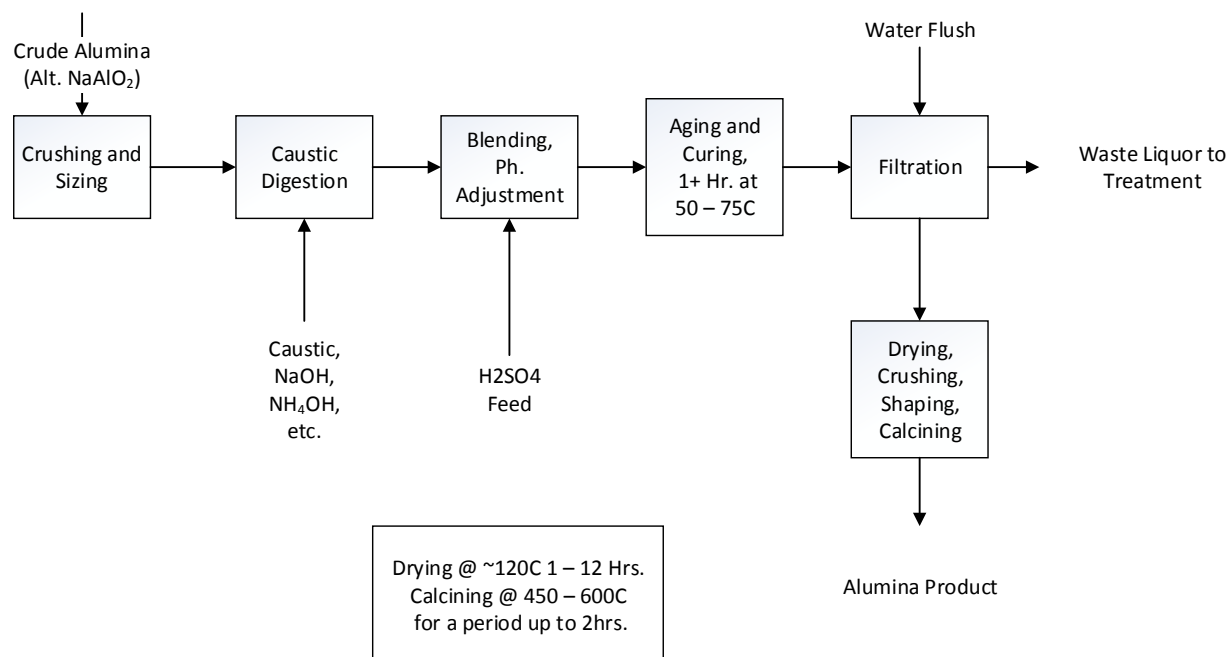 Crude Alumina
(Alt. NaAlO₂)
Water Flush
Crushing and
Sizing
Caustic
Digestion
Blending,
Ph.
Adjustment
Aging and
Curing,
1+ Hr. at
50 – 75C
Filtration
Waste Liquor to
Treatment
Caustic,
NaOH,
NH₄OH,
etc.
H2SO4
Feed
Drying,
Crushing,
Shaping,
Calcining
Drying @ ~120C 1 – 12 Hrs.
Calcining @ 450 – 600C
for a period up to 2hrs.
Alumina Product